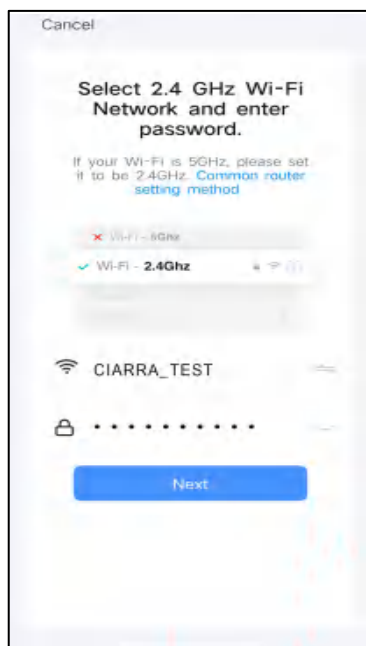 Cancel
Select 2.4 GHz Wi-Fi
Network and enter
password.
If your Wi-Fi is 5GHz, please set
it to be 2.4GHz. Common router
setting method
Wi-Fi - 5Ghz
Wi-Fi - 2.4Ghz
CIARRA_TEST
Next